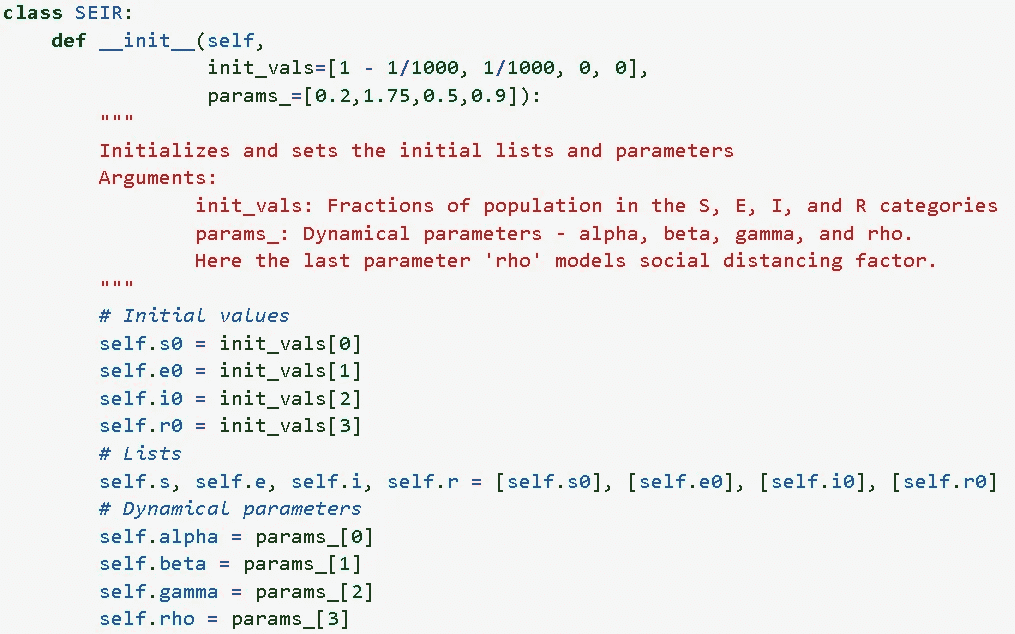 class SEIR:
    def __init__(self,
                 init_vals=[1 - 1/1000, 1/1000, 0, 0],
                 params_=[0.2,1.75,0.5,0.9]):
        """
        Initializes and sets the initial lists and parameters
        Arguments:
                init_vals: Fractions of population in the S, E, I, and R categories
                params_: Dynamical parameters - alpha, beta, gamma, and rho.
                Here the last parameter 'rho' models social distancing factor.
        """
        # Initial values
        self.s0 = init_vals[0]
        self.e0 = init_vals[1]
        self.i0 = init_vals[2]
        self.r0 = init_vals[3]
        # Lists
        self.s, self.e, self.i, self.r = [self.s0], [self.e0], [self.i0], [self.r0]
        # Dynamical parameters
        self.alpha = params_[0]
        self.beta = params_[1]
        self.gamma = params_[2]
        self.rho = params_[3]